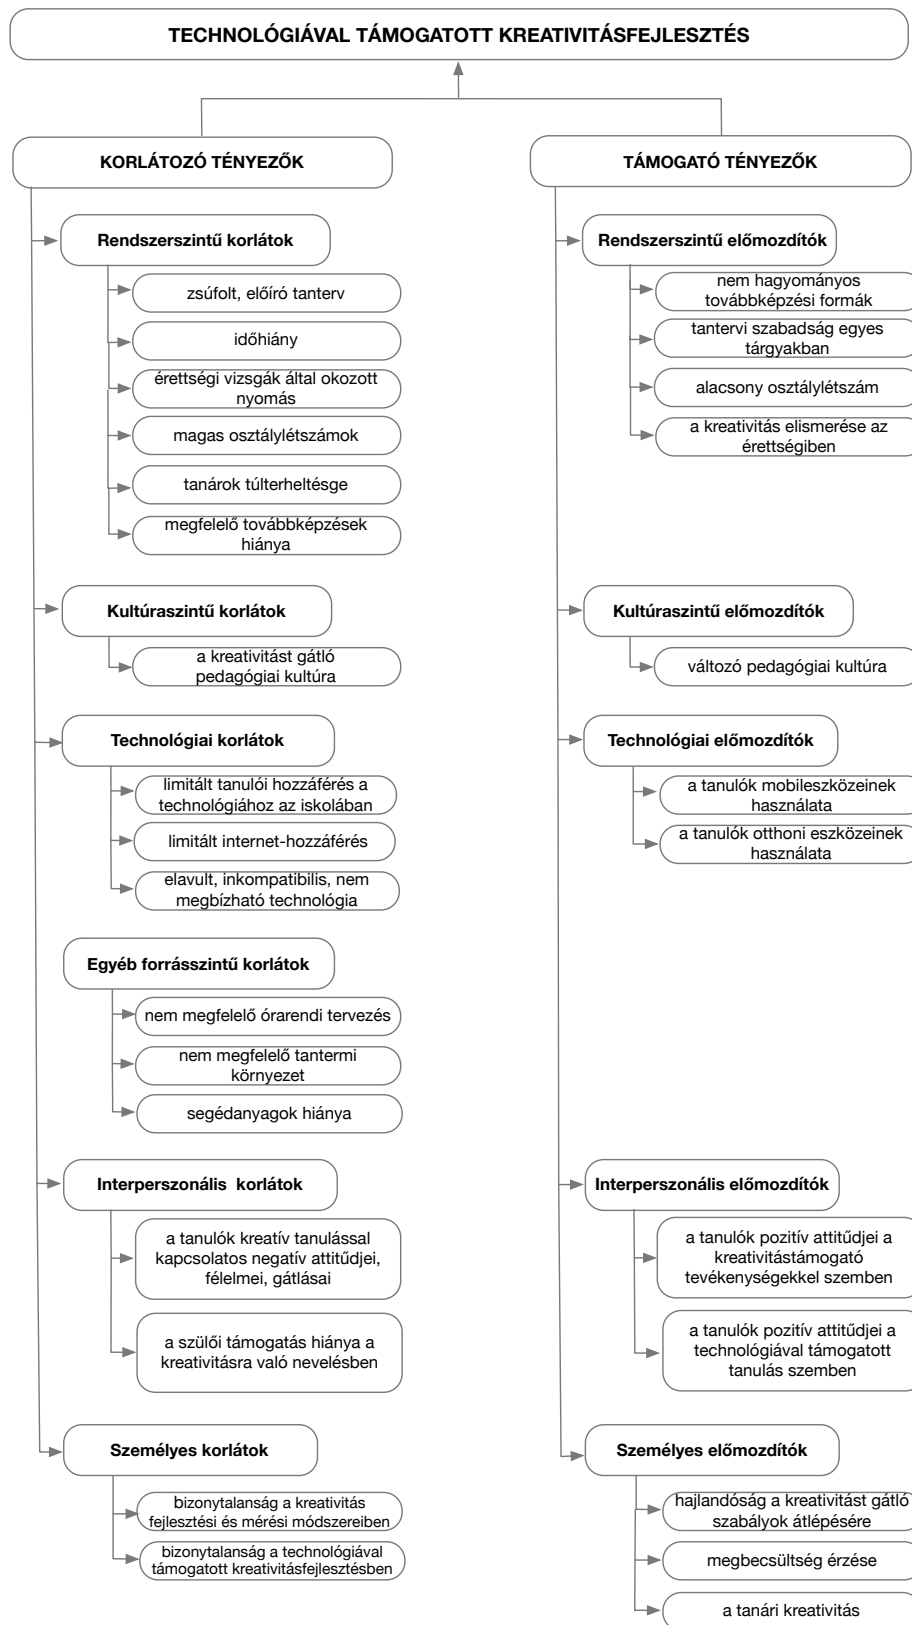 TECHNOLÓGIÁVAL TÁMOGATOTT KREATIVITÁSFEJLESZTÉS
KORLÁTOZÓ TÉNYEZŐK
Rendszerszintű korlátok
zsúfolt, előíró tanterv
időhiány
érettségi vizsgák által okozott
nyomás
magas osztálylétszámok
tanárok túlterheltésge
megfelelő továbbképzések
hiánya
Kultúraszintű korlátok
a kreativitást gátló
pedagógiai kultúra
Technológiai korlátok
limitált tanulói hozzáférés a
technológiához az iskolában
limitált internet-hozzáférés
elavult, inkompatibilis, nem
megbízható technológia
Egyéb forrásszintű korlátok
nem megfelelő órarendi tervezés
nem megfelelő tantermi
környezet
segédanyagok hiánya
Interperszonális korlátok
a tanulók kreatív tanulással
kapcsolatos negatív attitűdjei,
félelmei, gátlásai
a szülői támogatás hiánya a
kreativitásra való nevelésben
Személyes korlátok
bizonytalanság a kreativitás
fejlesztési és mérési módszereiben
bizonytalanság a technológiával
támogatott kreativitásfejlesztésben
TÁMOGATÓ TÉNYEZŐK
Rendszerszintű előmozdítók
nem hagyományos
továbbképzési formák
tantervi szabadság egyes
tárgyakban
alacsony osztálylétszám
a kreativitás elismerése az
érettségiben
Kultúraszintű előmozdítók
változó pedagógiai kultúra
Technológiai előmozdítók
a tanulók mobileszközeinek
használata
a tanulók otthoni eszközeinek
használata
Interperszonális előmozdítók
a tanulók pozitív attitűdjei a
kreativitástámogató
tevékenységekkel szemben
a tanulók pozitív attitűdjei a
technológiával támogatott
tanulás szemben
Személyes előmozdítók
hajlandóság a kreativitást gátló
szabályok átlépésére
megbecsültség érzése
a tanári kreativitás